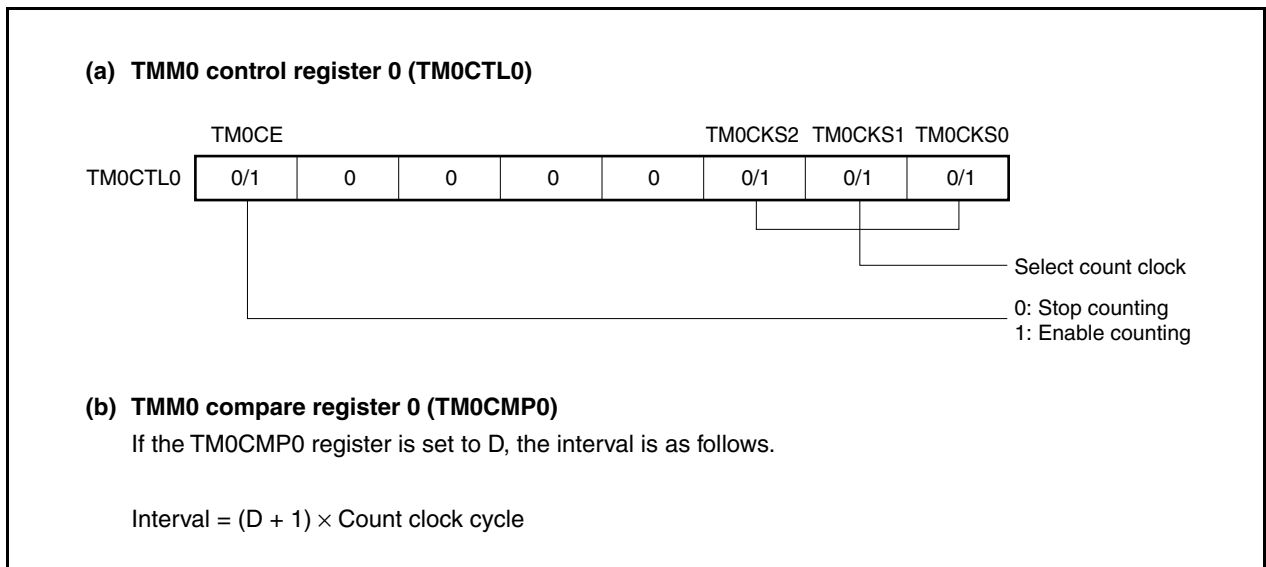 (a) TMM0 control register 0 (TM0CTL0)
TM0CE TM0CKS2 TM0CKS1 TM0CKS0
TM0CTL0 0/1 0 0 0 0 0/1 0/1 0/1
Select count clock
0: Stop counting
1: Enable counting
(b) TMM0 compare register 0 (TM0CMP0)
If the TM0CMP0 register is set to D, the interval is as follows.
Interval = (D + 1) × Count clock cycle